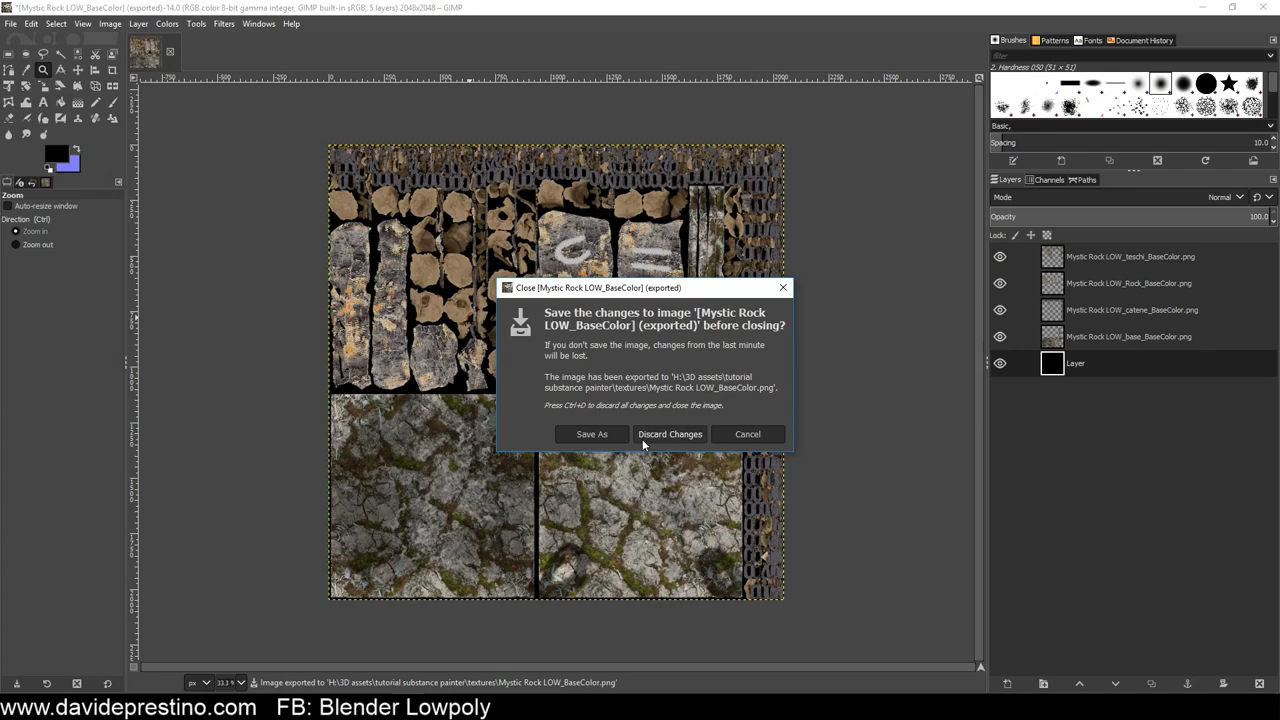 *[Mystic Rock LOW_BaseColor] (exported)-14.0 (RGB color 8-bit gamma integer, GIMP built-in sRGB, 5 layers) 2048x2048 – GIMP
File Edit Select View Image Layer Colors Tools Filters Windows Help
Brushes Patterns Fonts Document History
filter
2. Hardness 050 (51 × 51)
Basic,
Spacing 10.0
Layers Channels Paths
Mode Normal
Opacity 100.0
Lock:
Mystic Rock LOW_teschi_BaseColor.png
Mystic Rock LOW_Rock_BaseColor.png
Mystic Rock LOW_catene_BaseColor.png
Mystic Rock LOW_base_BaseColor.png
Layer
Zoom
Auto-resize window
Direction (Ctrl)
Zoom in
Zoom out
Close [Mystic Rock LOW_BaseColor] (exported)
Save the changes to image '[Mystic Rock
LOW_BaseColor] (exported)' before closing?
If you don't save the image, changes from the last minute
will be lost.
The image has been exported to 'H:\3D assets\tutorial
substance painter\textures\Mystic Rock LOW_BaseColor.png'.
Press Ctrl+D to discard all changes and close the image.
Save As Discard Changes Cancel
px 33.3 % Image exported to 'H:\3D assets\tutorial substance painter\textures\Mystic Rock LOW_BaseColor.png'
www.davideprestino.com FB: Blender Lowpoly